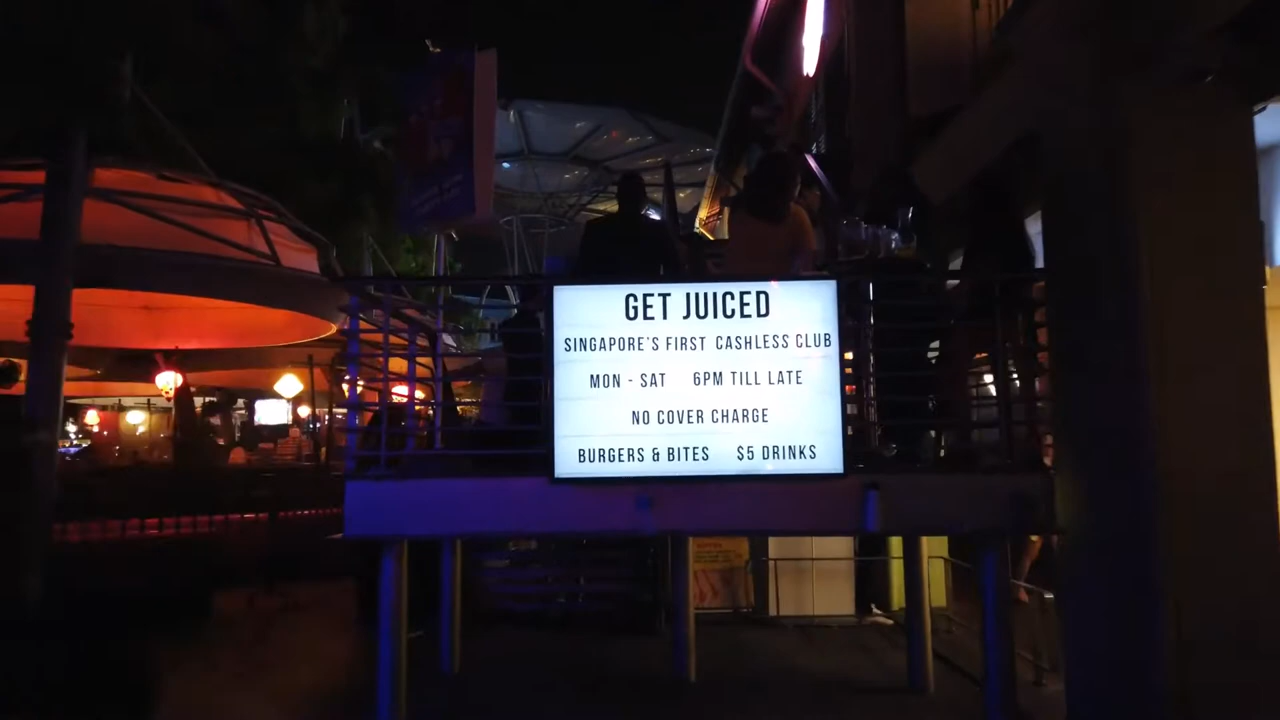 GET JUICED
SINGAPORE'S FIRST CASHLESS CLUB
MON - SAT 6PM TILL LATE
NO COVER CHARGE
BURGERS & BITES $5 DRINKS